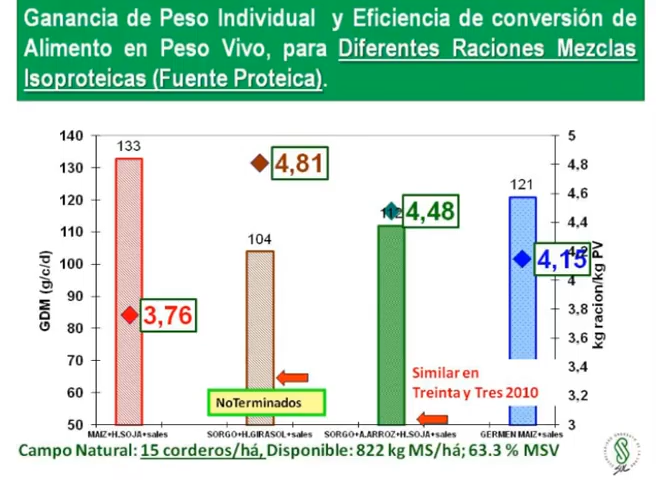 Ganancia de Peso Individual y Eficiencia de conversión de
Alimento en Peso Vivo, para Diferentes Raciones Mezclas
Isoproteicas (Fuente Proteica).
140
130
120
110
100
90
80
70
60
50
GDM (g/c/d)
133
104
112
121
3,76
4,81
4,48
4,15
5
4,8
4,6
4,4
4,2
4
3,8
3,6
3,4
3,2
3
kg racion/kg PV
NoTerminados
Similar en
Treinta y Tres 2010
MAIZ+H.SOJA+sales
SORGO+H.GIRASOL+sales
SORGO+A.ARROZ+H.SOJA+sales
GERMEN MAIZ+sales
Campo Natural: 15 corderos/há, Disponible: 822 kg MS/há; 63.3 % MSV